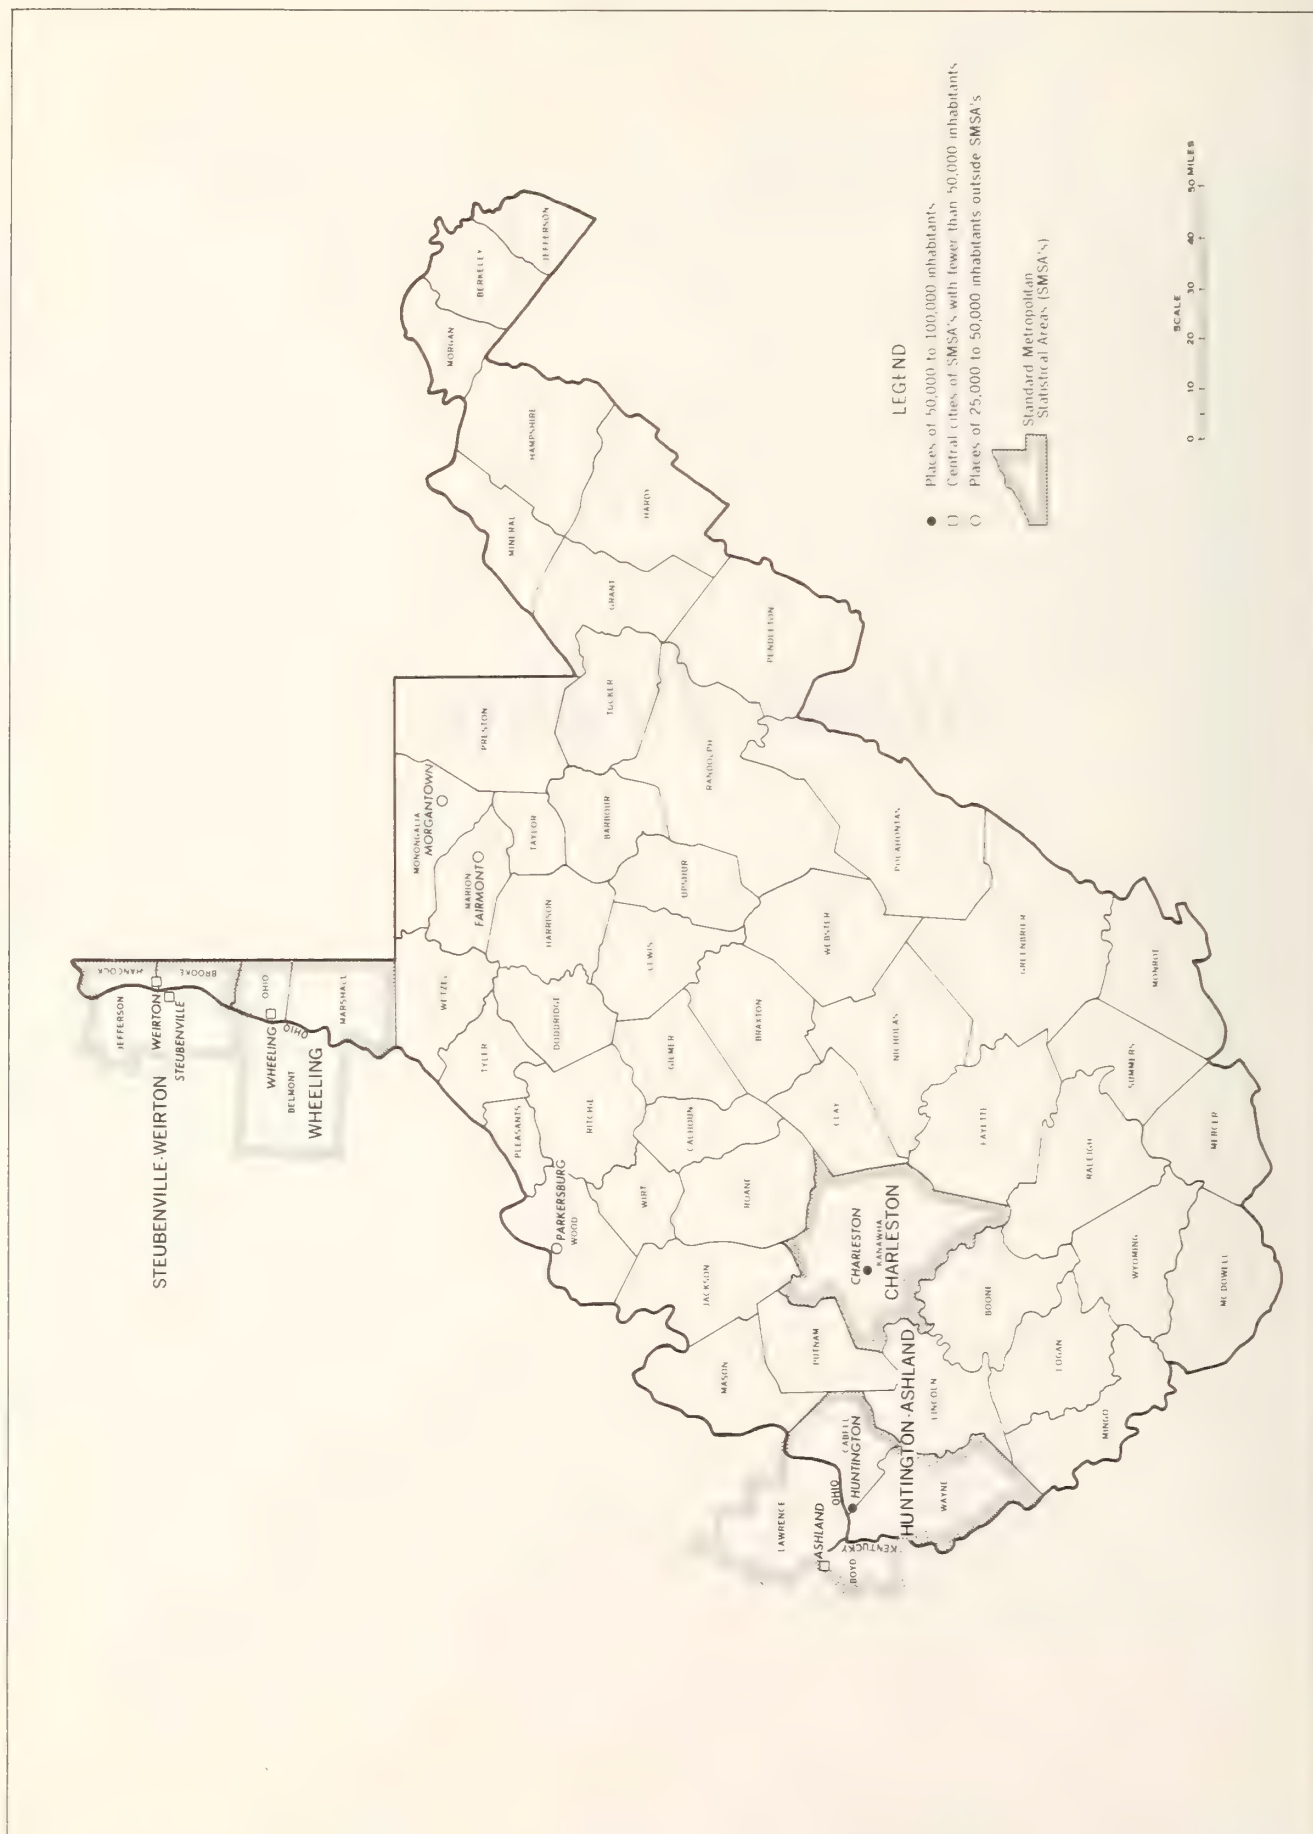 STEUBENVILLE-WEIRTON
JEFFERSON
HANCOCK
WEIRTON
STEUBENVILLE
BROOKE
WHEELING
OHIO
OHIO
BELMONT
WHEELING
MARSHALL
WETZEL
MONONGALIA
MORGANTOWN
MARION
FAIRMONT
PRESTON
TYLER
PLEASANTS
DODDRIDGE
HARRISON
TAYLOR
BARBOUR
TUCKER
MINERAL
GRANT
HAMPSHIRE
HARDY
MORGAN
BERKELEY
JEFFERSON
PARKERSBURG
WOOD
RITCHIE
WIRT
CALHOUN
GILMER
LEWIS
UPSHUR
RANDOLPH
PENDLETON
JACKSON
ROANE
BRAXTON
WEBSTER
POCAHONTAS
MASON
PUTNAM
CHARLESTON
KANAWHA
CHARLESTON
CLAY
NICHOLAS
GREENBRIER
LAWRENCE
ASHLAND
OHIO
CABELL
HUNTINGTON
BOYD
KENTUCKY
HUNTINGTON-ASHLAND
WAYNE
LINCOLN
BOONE
FAYETTE
LOGAN
MINGO
RALEIGH
WYOMING
SUMMERS
MONROE
MERCER
MCDOWELL
LEGEND
Places of 50,000 to 100,000 inhabitants
Central cities of SMSA's with fewer than 50,000 inhabitants
Places of 25,000 to 50,000 inhabitants outside SMSA's
Standard Metropolitan
Statistical Areas (SMSA's)
SCALE
0 10 20 30 40 50 MILES